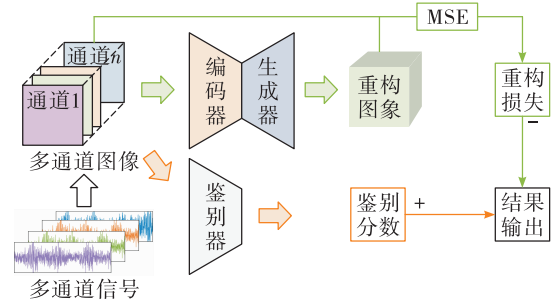 MSE
通道n
通道1
编码器
生成器
重构
图象
重构
损失
多通道图像
−
鉴别器
鉴别
分数
+
结果
输出
多通道信号